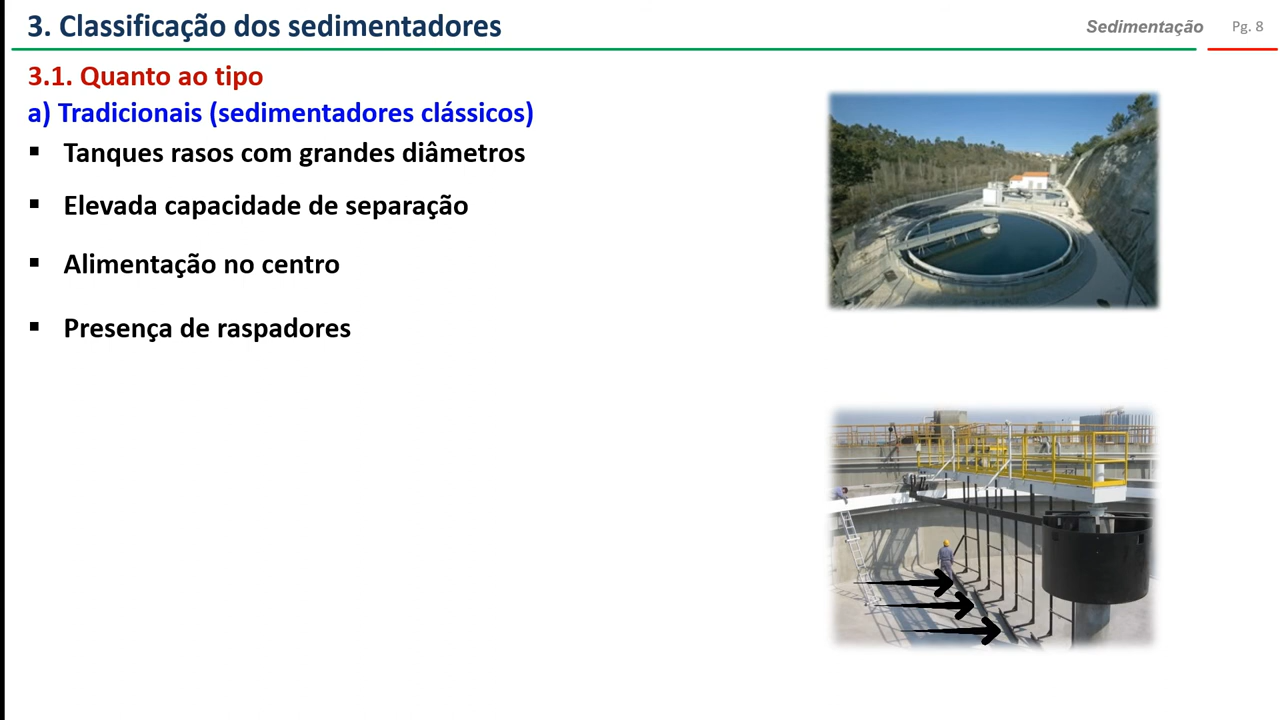 3. Classificação dos sedimentadores
Sedimentação
Pg. 8
3.1. Quanto ao tipo
a) Tradicionais (sedimentadores clássicos)
▪ Tanques rasos com grandes diâmetros
▪ Elevada capacidade de separação
▪ Alimentação no centro
▪ Presença de raspadores